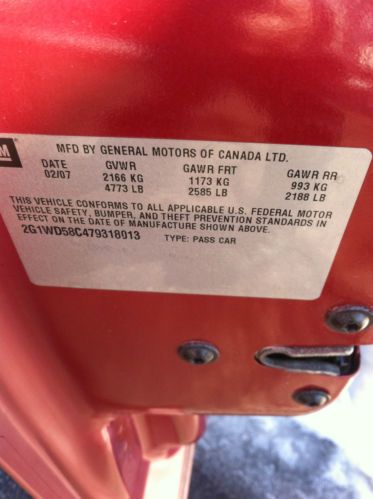 GM
MFD BY GENERAL MOTORS OF CANADA LTD.
DATE GVWR GAWR FRT GAWR RR
02/07 2166 KG 1173 KG 993 KG
4773 LB 2585 LB 2188 LB
THIS VEHICLE CONFORMS TO ALL APPLICABLE U.S. FEDERAL MOTOR
VEHICLE SAFETY, BUMPER, AND THEFT PREVENTION STANDARDS IN
EFFECT ON THE DATE OF MANUFACTURE SHOWN ABOVE.
2G1WD58C479318013 TYPE: PASS CAR